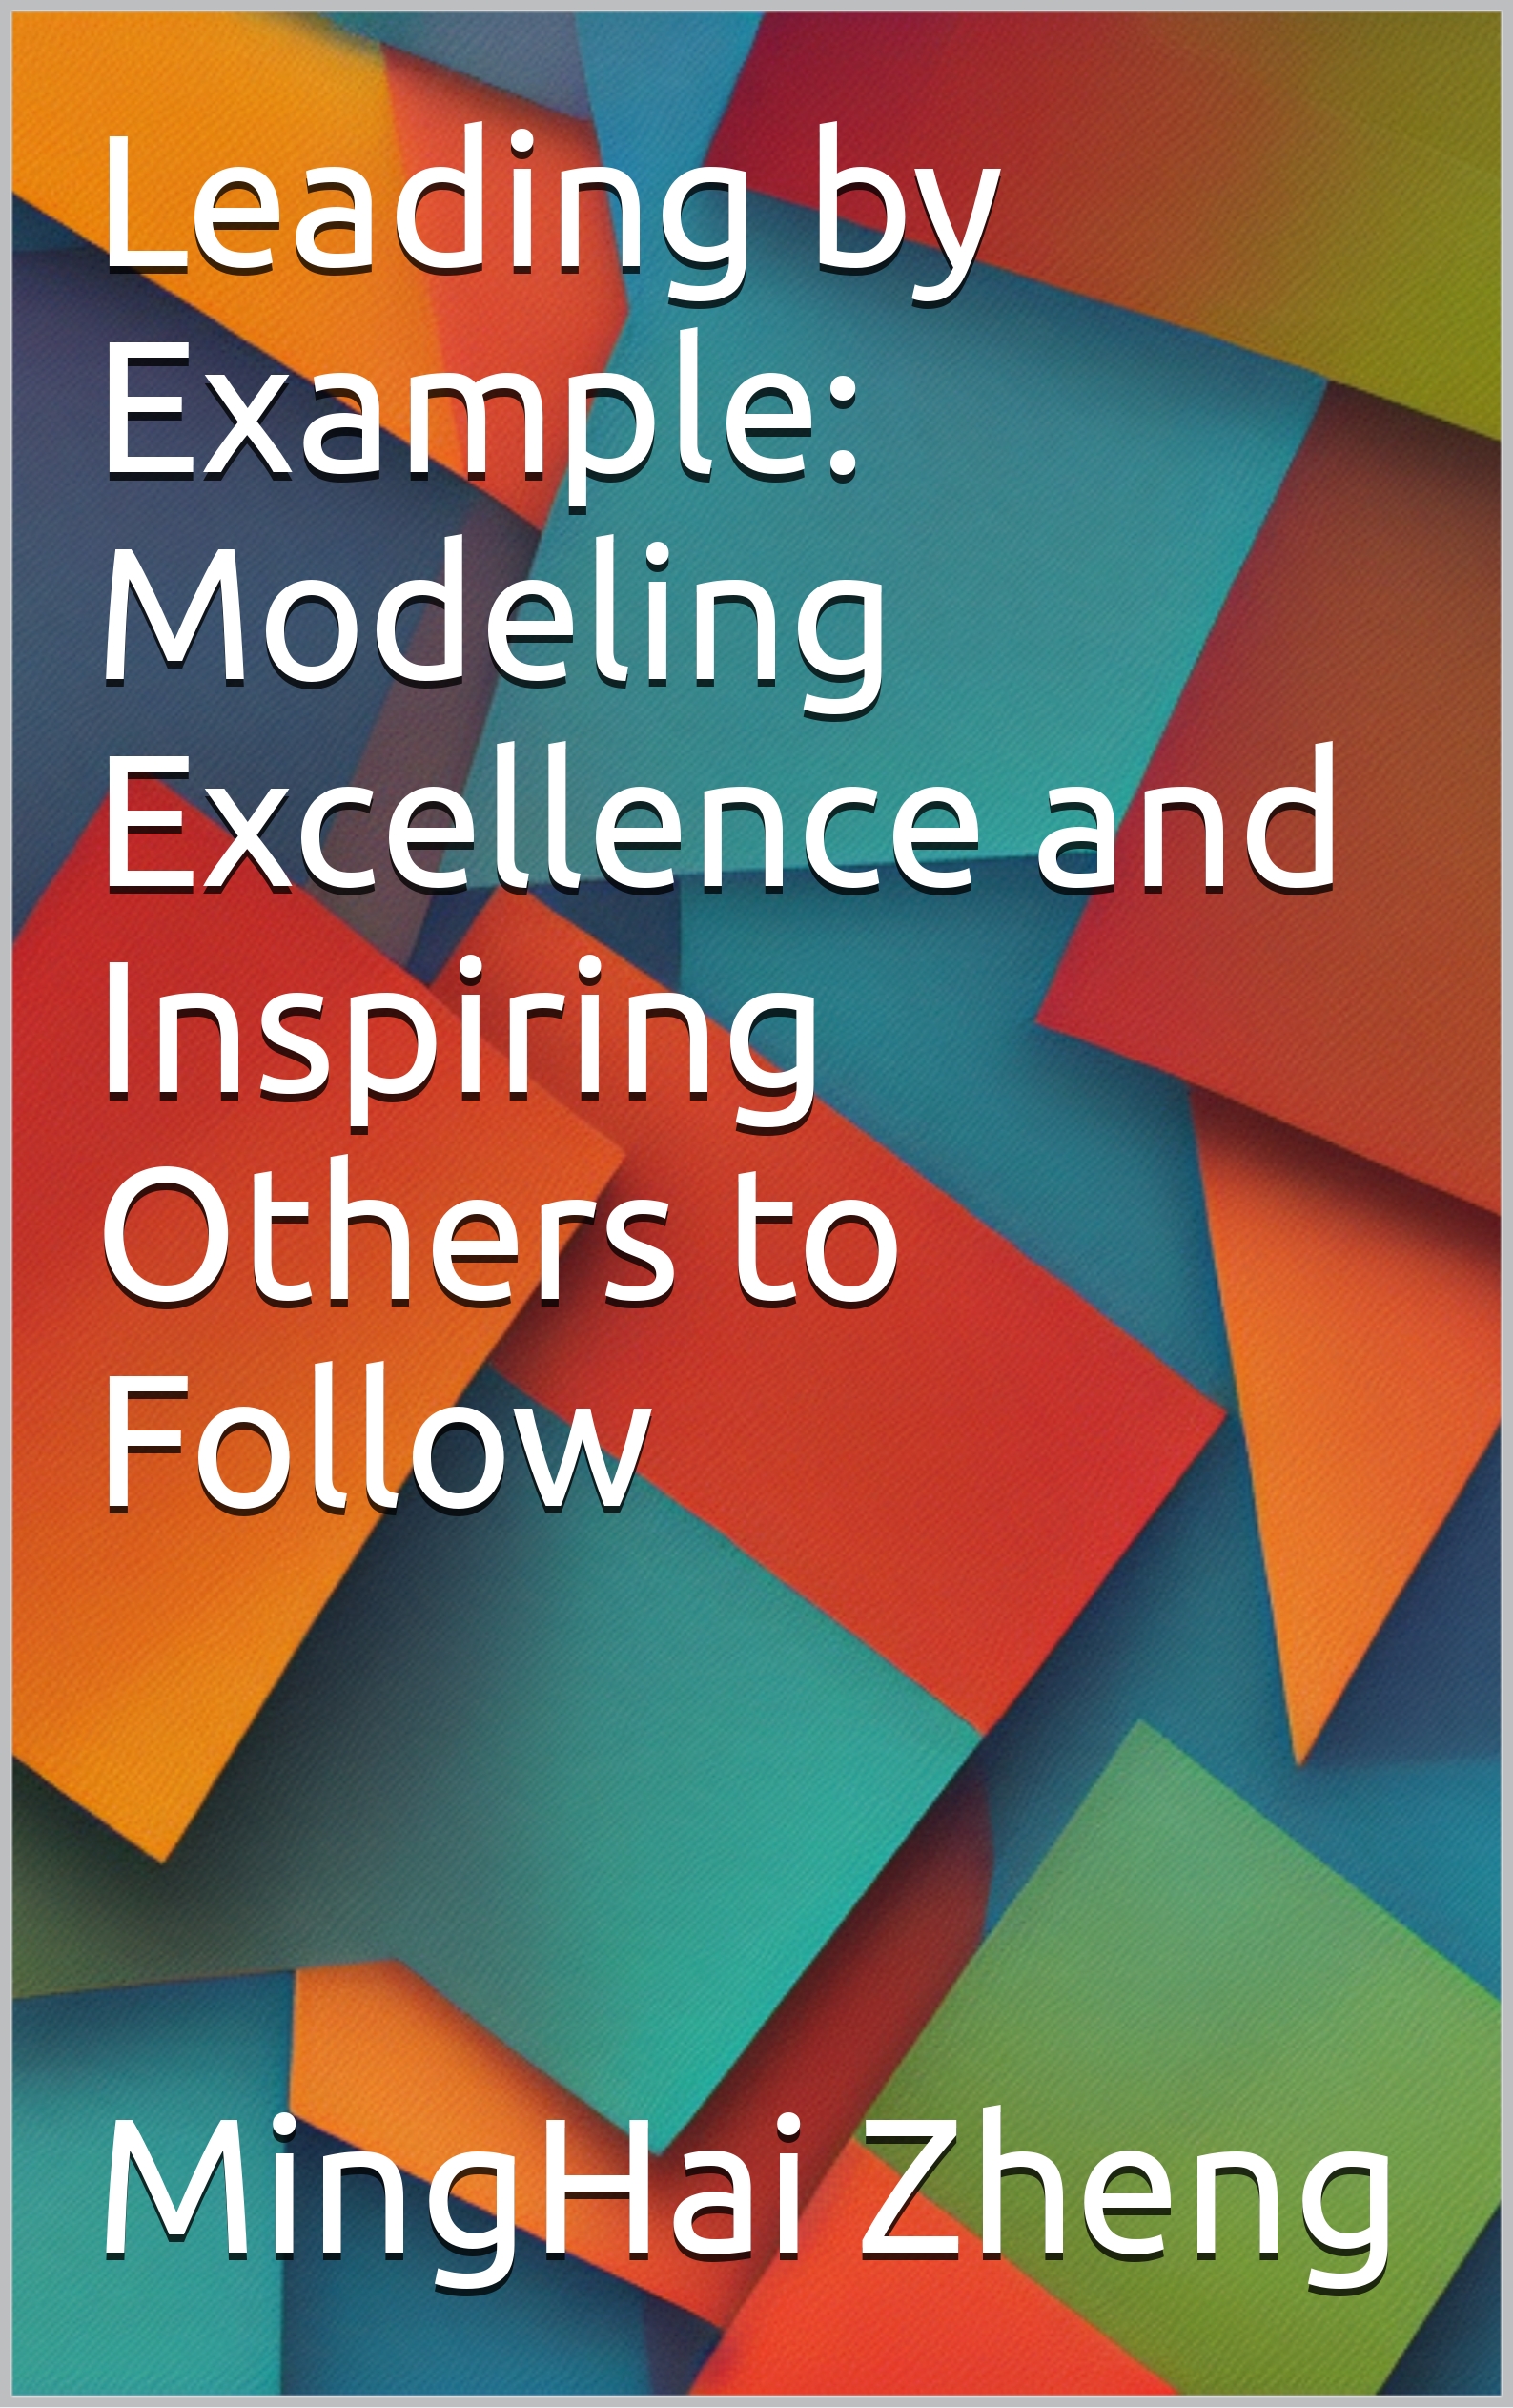 Leading by
Example:
Modeling
Excellence and
Inspiring
Others to
Follow
MingHai Zheng